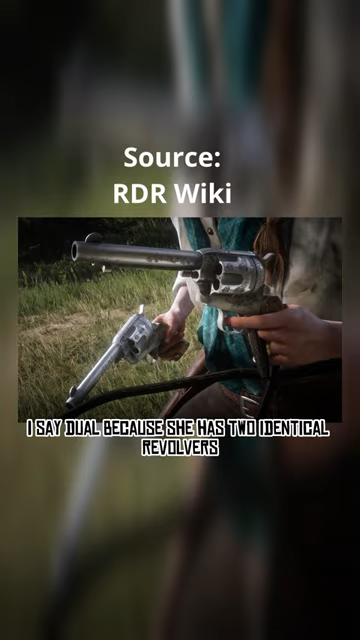 Source:
RDR Wiki
I SAY DUAL BECAUSE SHE HAS TWO IDENTICAL
REVOLVERS